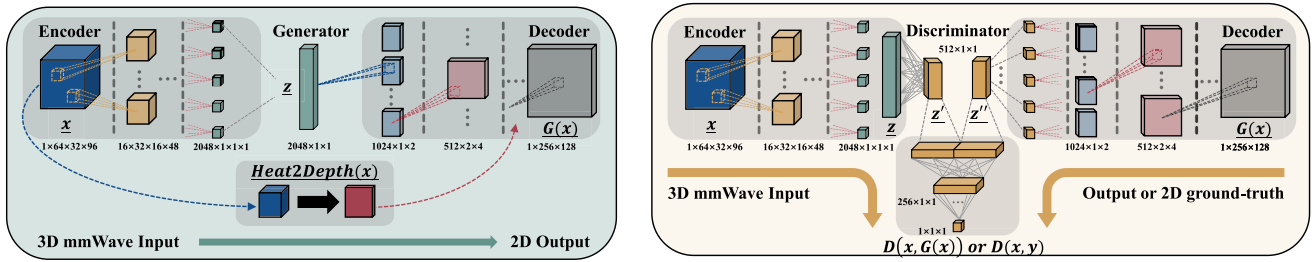 Encoder
Generator
Decoder
x
z
G(x)
1×64×32×96
16×32×16×48
2048×1×1×1
2048×1×1
1024×1×2
512×2×4
1×256×128
Heat2Depth(x)
3D mmWave Input
2D Output
Encoder
Discriminator
Decoder
512×1×1
x
z
z'
z''
G(x)
1×64×32×96
16×32×16×48
2048×1×1×1
1024×1×2
512×2×4
1×256×128
3D mmWave Input
Output or 2D ground-truth
256×1×1
1×1×1
D(x, G(x)) or D(x, y)